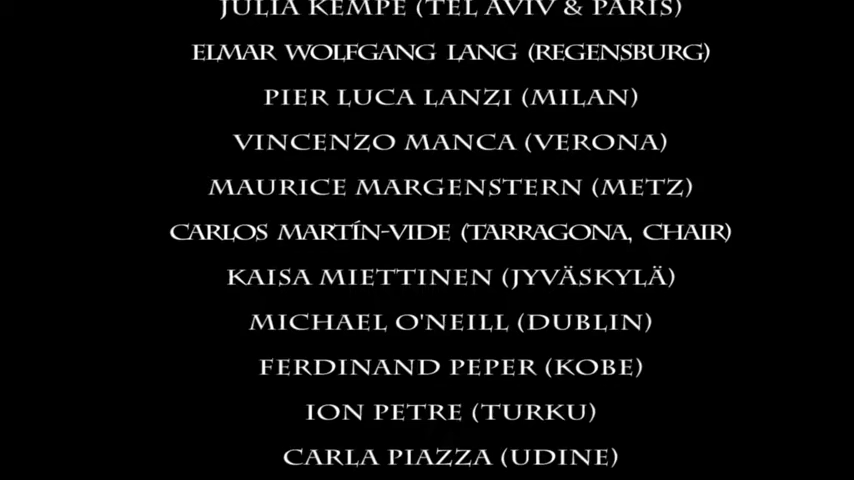 JULIA KEMPE (TEL AVIV & PARIS)
ELMAR WOLFGANG LANG (REGENSBURG)
PIER LUCA LANZI (MILAN)
VINCENZO MANCA (VERONA)
MAURICE MARGENSTERN (METZ)
CARLOS MARTÍN-VIDE (TARRAGONA, CHAIR)
KAISA MIETTINEN (JYVÄSKYLÄ)
MICHAEL O'NEILL (DUBLIN)
FERDINAND PEPER (KOBE)
ION PETRE (TURKU)
CARLA PIAZZA (UDINE)